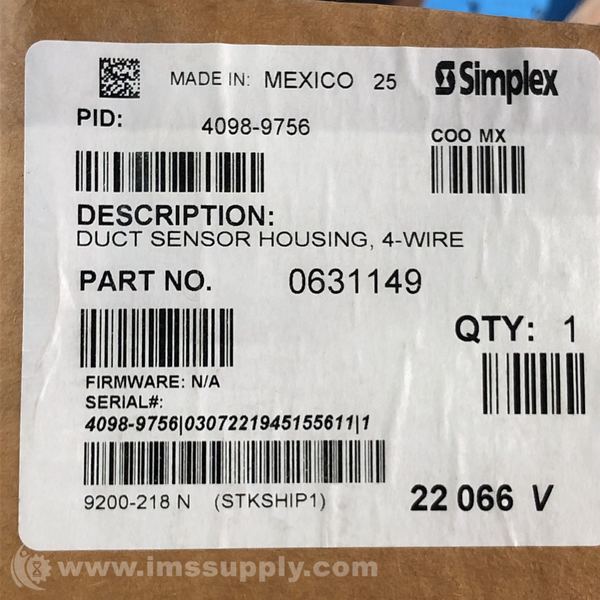 MADE IN: MEXICO 25
Simplex
PID: 4098-9756
COO MX
DESCRIPTION:
DUCT SENSOR HOUSING, 4-WIRE
PART NO. 0631149
QTY: 1
FIRMWARE: N/A
SERIAL#:
4098-9756|0307221945155611|1
9200-218 N (STKSHIP1)
22 066 V
www.imssupply.com